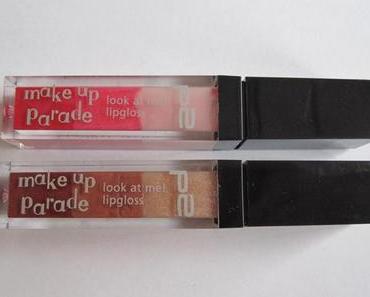 make up
parade
look at me!
lipgloss
P2
make up
parade
look at me!
lipgloss
P2